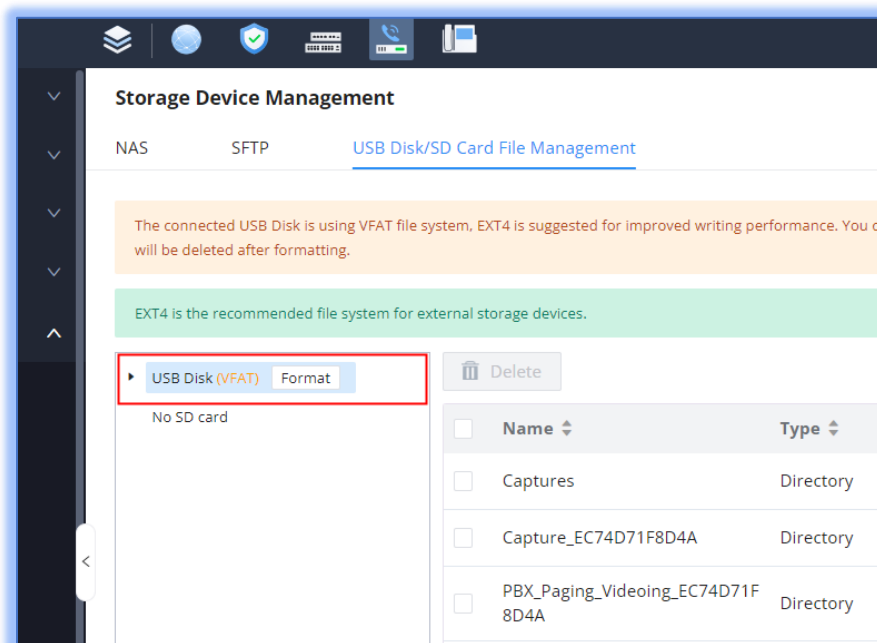 Storage Device Management
NAS SFTP USB Disk/SD Card File Management
The connected USB Disk is using VFAT file system, EXT4 is suggested for improved writing performance. You
will be deleted after formatting.
EXT4 is the recommended file system for external storage devices.
USB Disk (VFAT) Format
No SD card
Delete
Name Type
Captures Directory
Capture_EC74D71F8D4A Directory
PBX_Paging_Videoing_EC74D71F
8D4A Directory